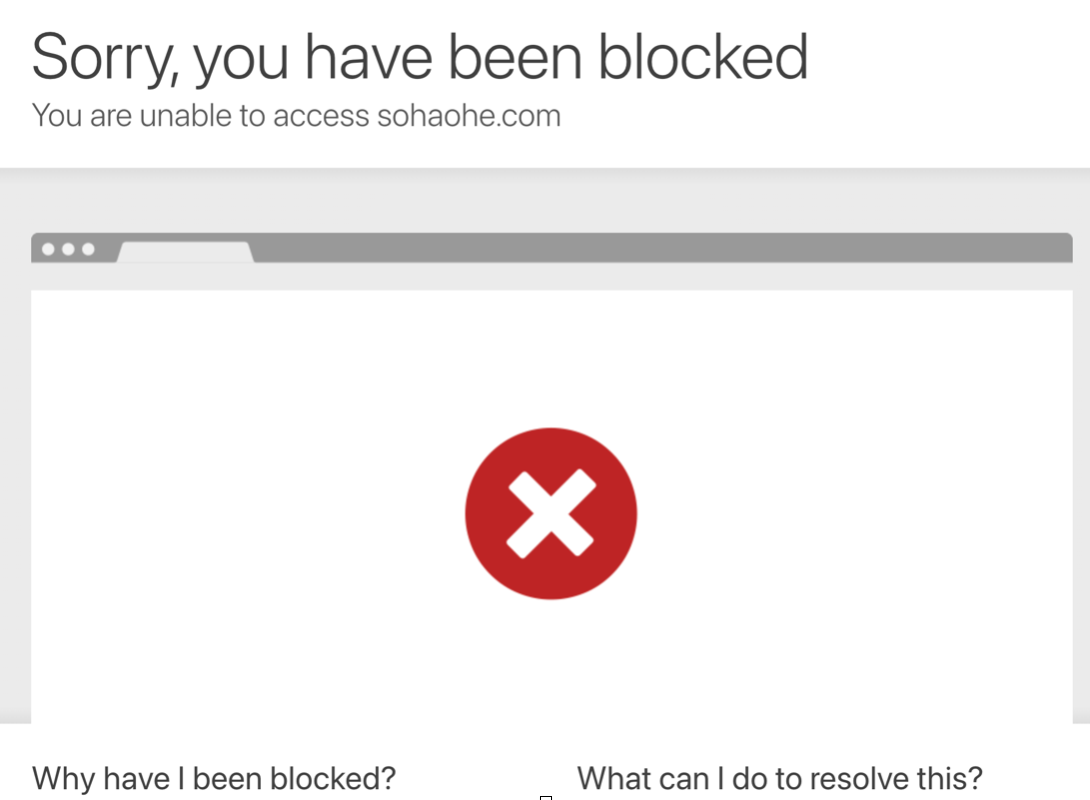 Sorry, you have been blocked
You are unable to access sohaohe.com
Why have I been blocked?
What can I do to resolve this?